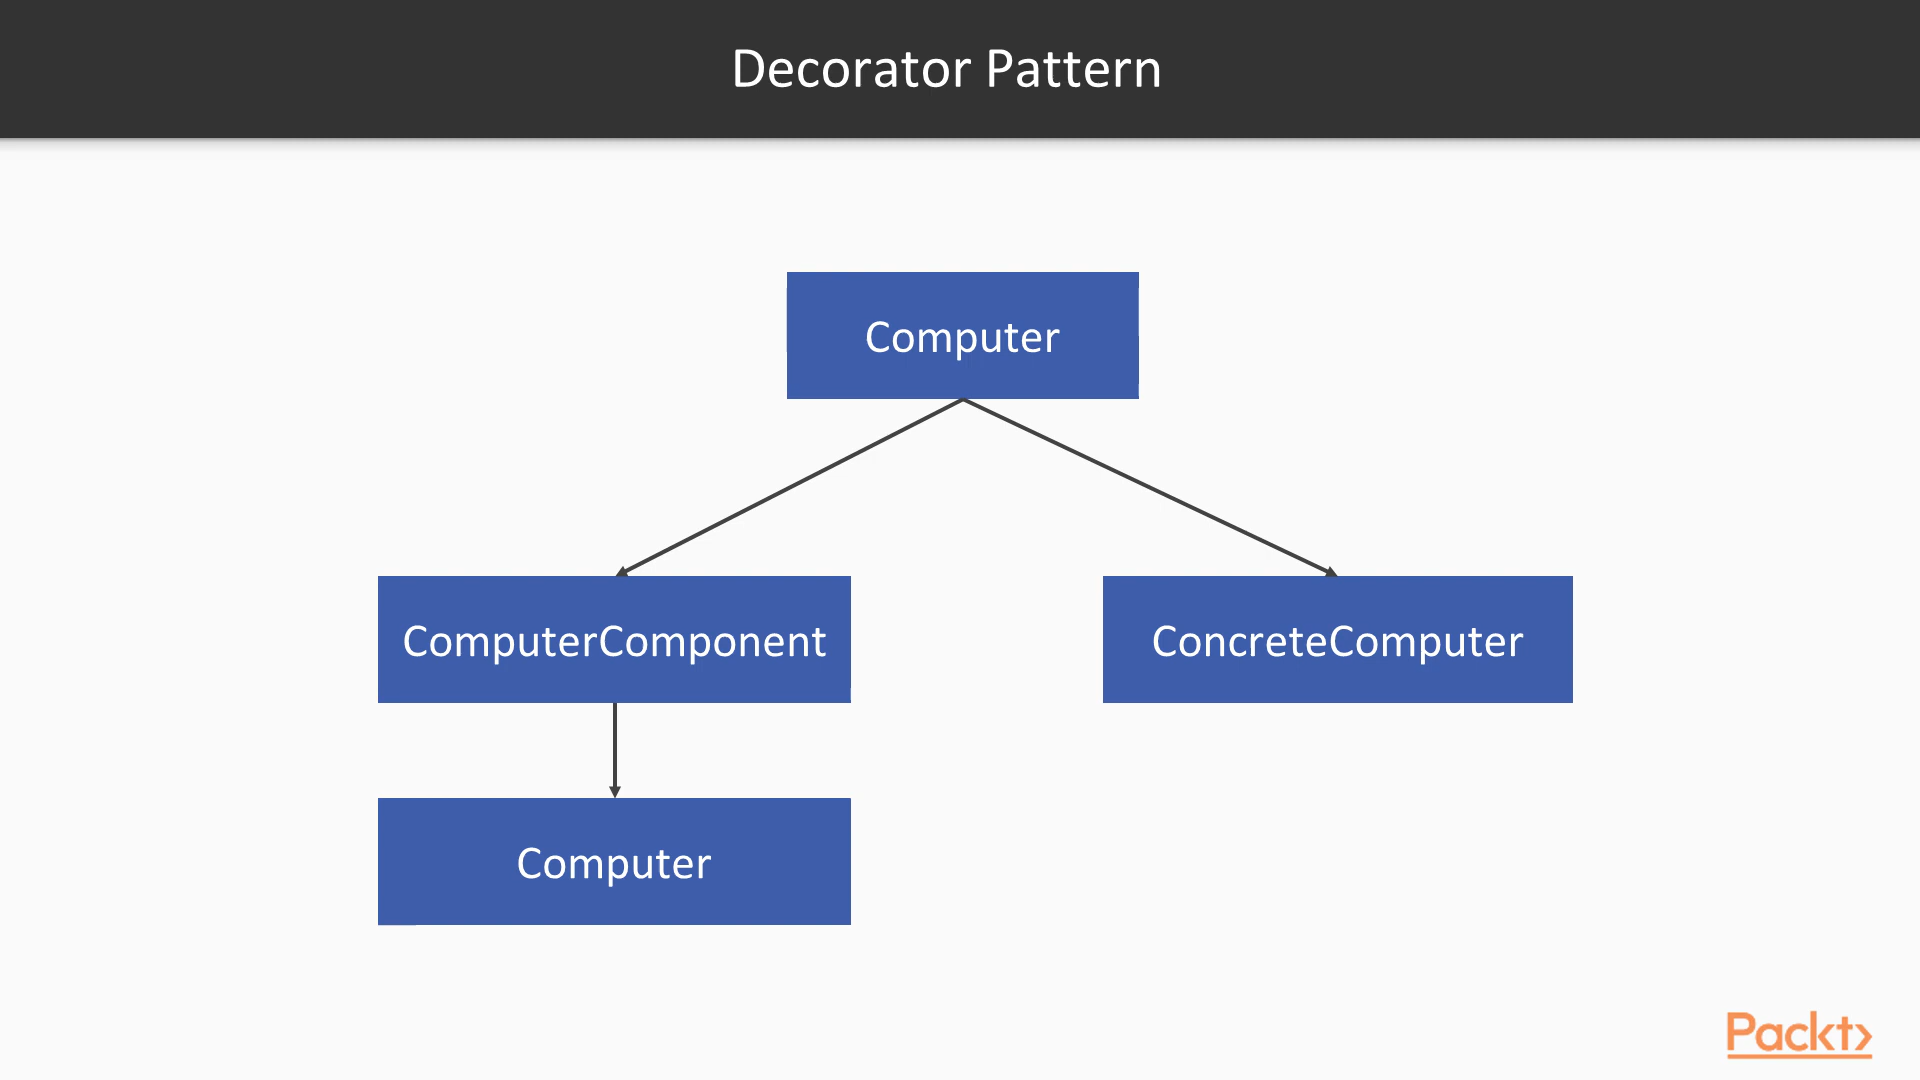 Decorator Pattern
Computer
ComputerComponent
ConcreteComputer
Computer
Packt>